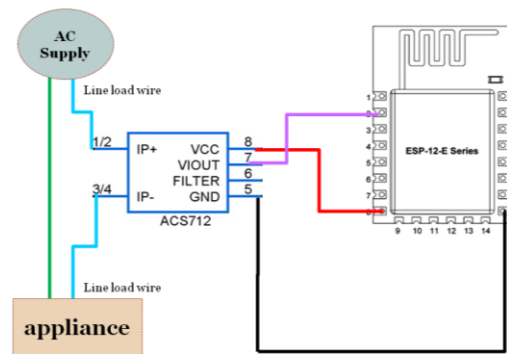 AC
Supply
Line load wire
1/2
IP+
VCC
8
VIOUT
7
FILTER
6
3/4
IP-
GND
5
ACS712
Line load wire
appliance
1
3
4
5
6
7
ESP-12-E Series
9 10 11 12 13 14